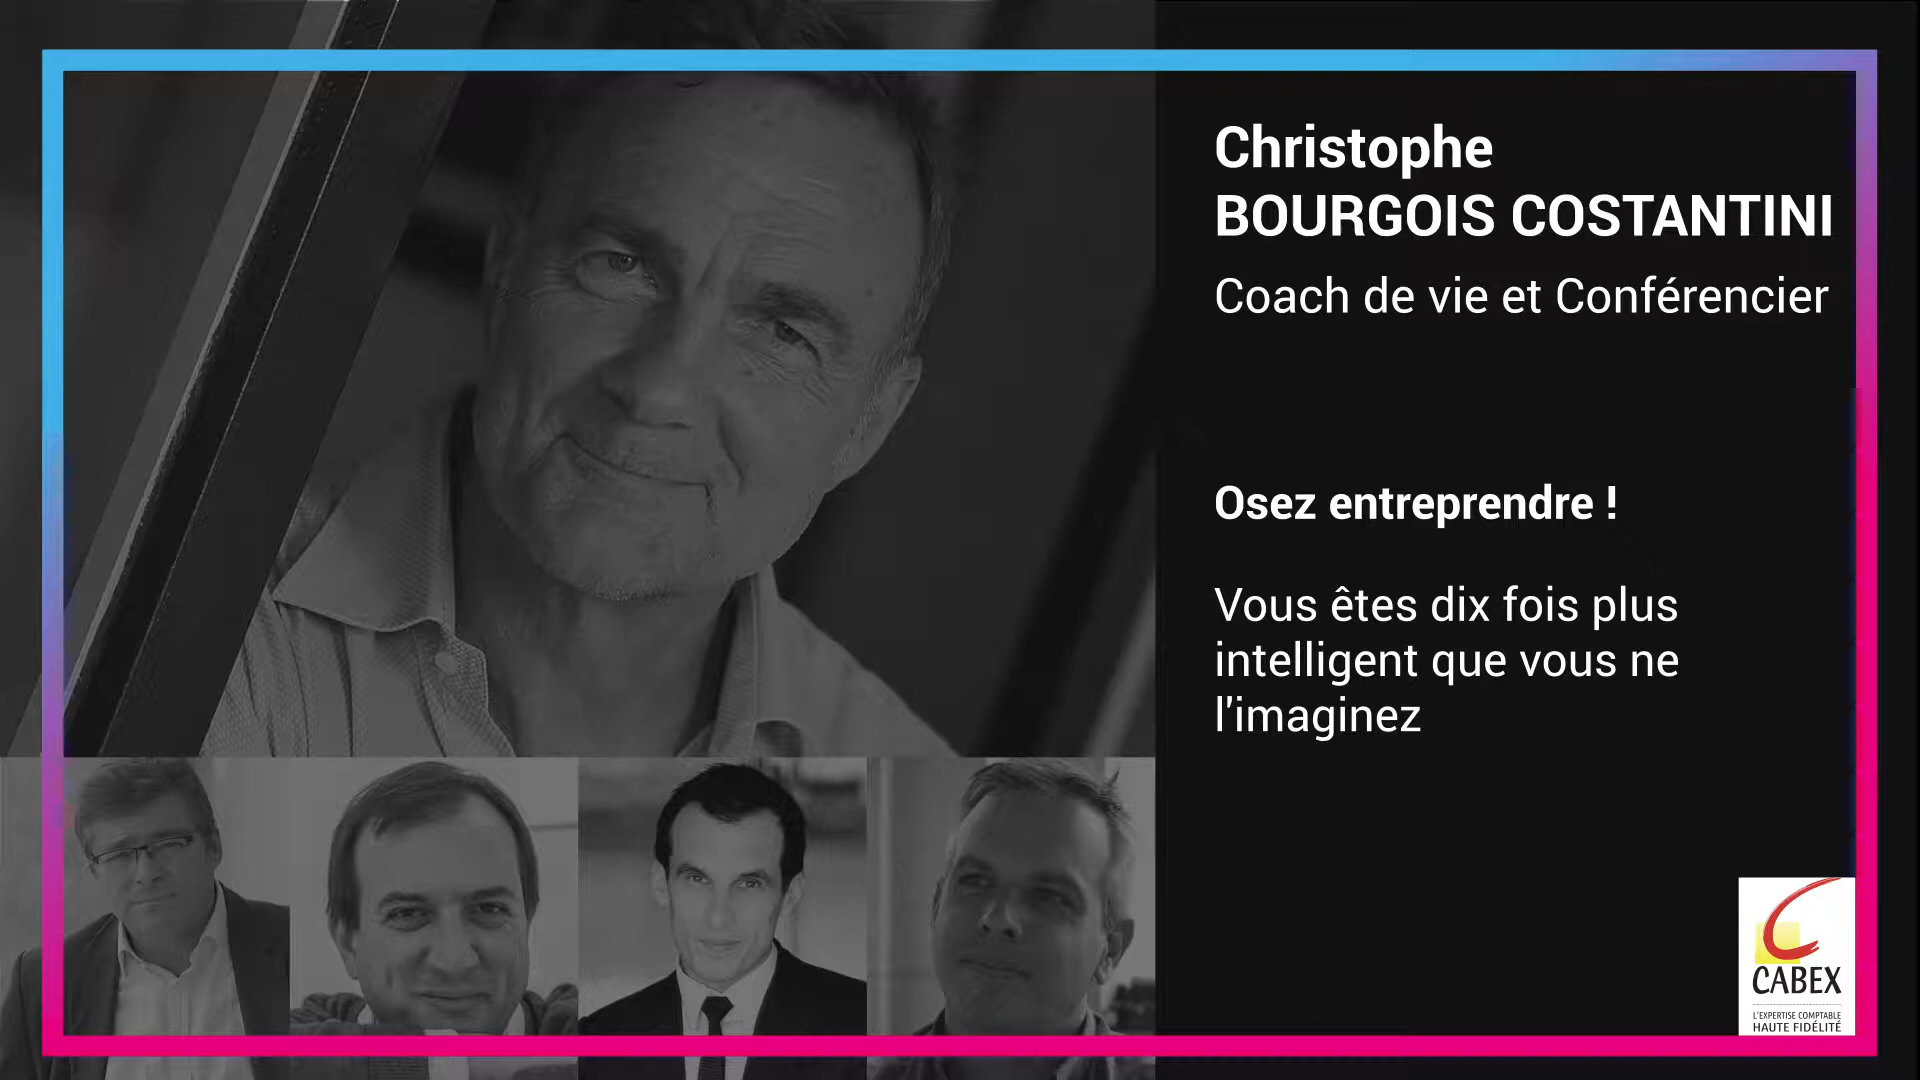 Christophe
BOURGOIS COSTANTINI
Coach de vie et Conférencier
Osez entreprendre !
Vous êtes dix fois plus
intelligent que vous ne
l'imaginez
CABEX
L'EXPERTISE COMPTABLE
HAUTE FIDÉLITÉ